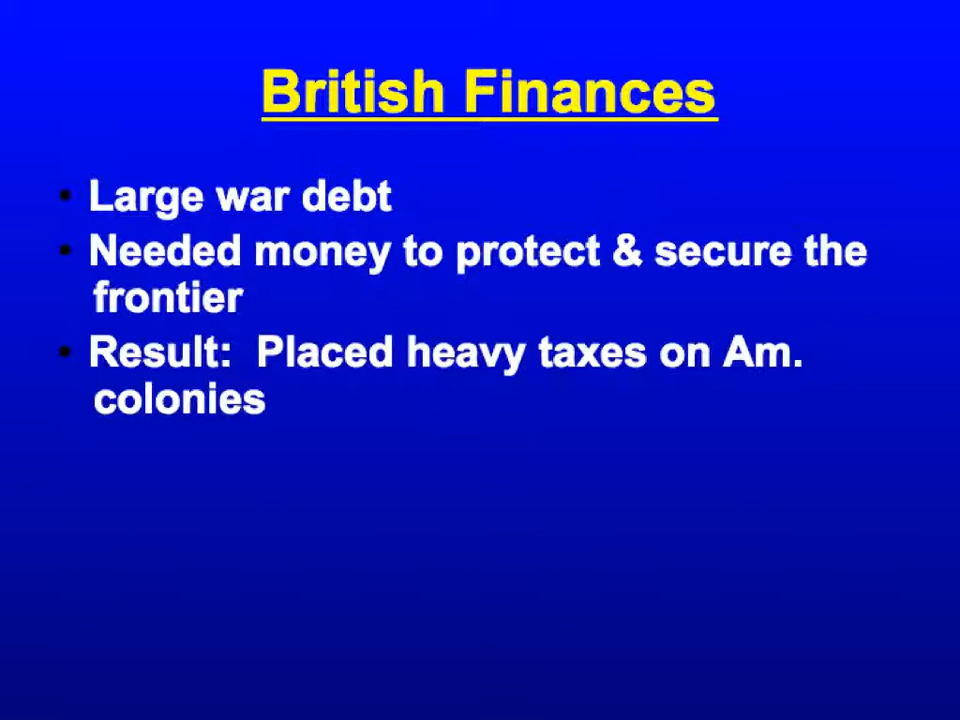 British Finances
• Large war debt
• Needed money to protect & secure the
frontier
• Result:  Placed heavy taxes on Am.
colonies